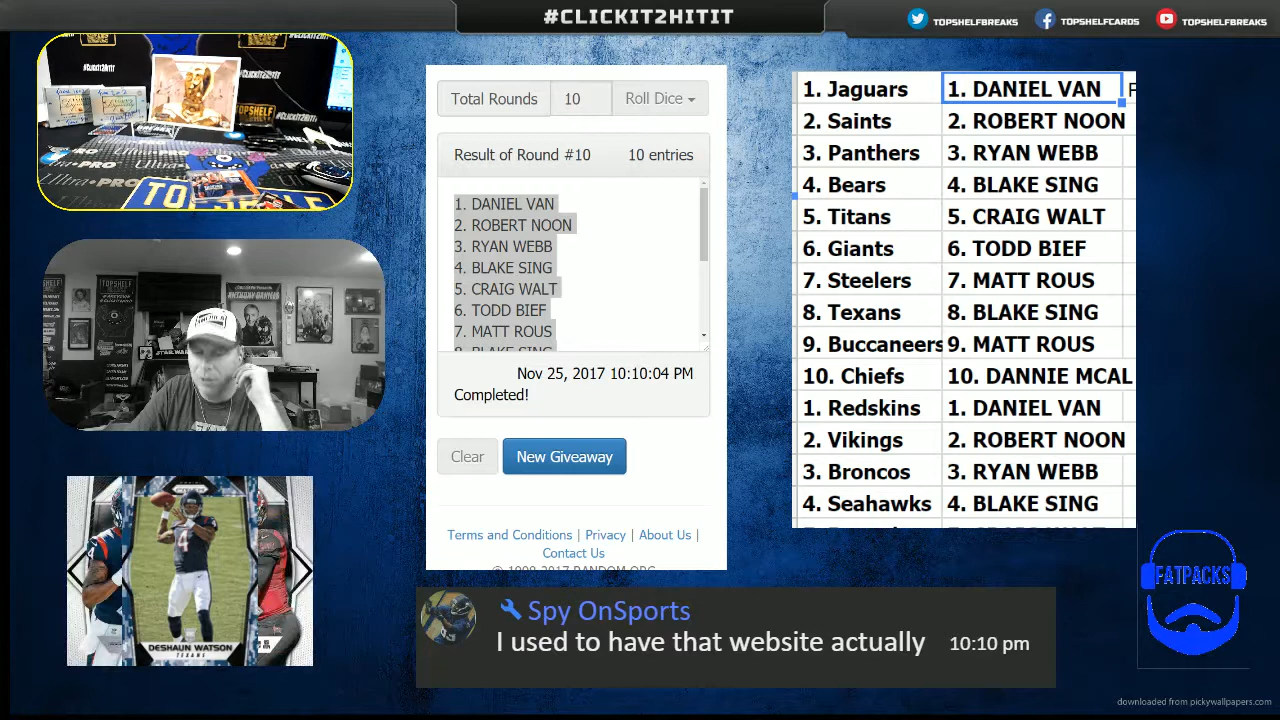 #CLICKIT2HITIT
TOPSHELFBREAKS
TOPSHELFCARDS
TOPSHELFBREAKS
Total Rounds 10 Roll Dice
Result of Round #10 10 entries
1. DANIEL VAN
2. ROBERT NOON
3. RYAN WEBB
4. BLAKE SING
5. CRAIG WALT
6. TODD BIEF
7. MATT ROUS
8. BLAKE SING
Nov 25, 2017 10:10:04 PM
Completed!
Clear New Giveaway
Terms and Conditions | Privacy | About Us |
Contact Us
© 1998-2017 RANDOM.ORG
1. Jaguars 1. DANIEL VAN
2. Saints 2. ROBERT NOON
3. Panthers 3. RYAN WEBB
4. Bears 4. BLAKE SING
5. Titans 5. CRAIG WALT
6. Giants 6. TODD BIEF
7. Steelers 7. MATT ROUS
8. Texans 8. BLAKE SING
9. Buccaneers 9. MATT ROUS
10. Chiefs 10. DANNIE MCAL
1. Redskins 1. DANIEL VAN
2. Vikings 2. ROBERT NOON
3. Broncos 3. RYAN WEBB
4. Seahawks 4. BLAKE SING
DESHAUN WATSON
TEXANS
Spy OnSports
I used to have that website actually 10:10 pm
FATPACKS
downloaded from pickywallpapers.com